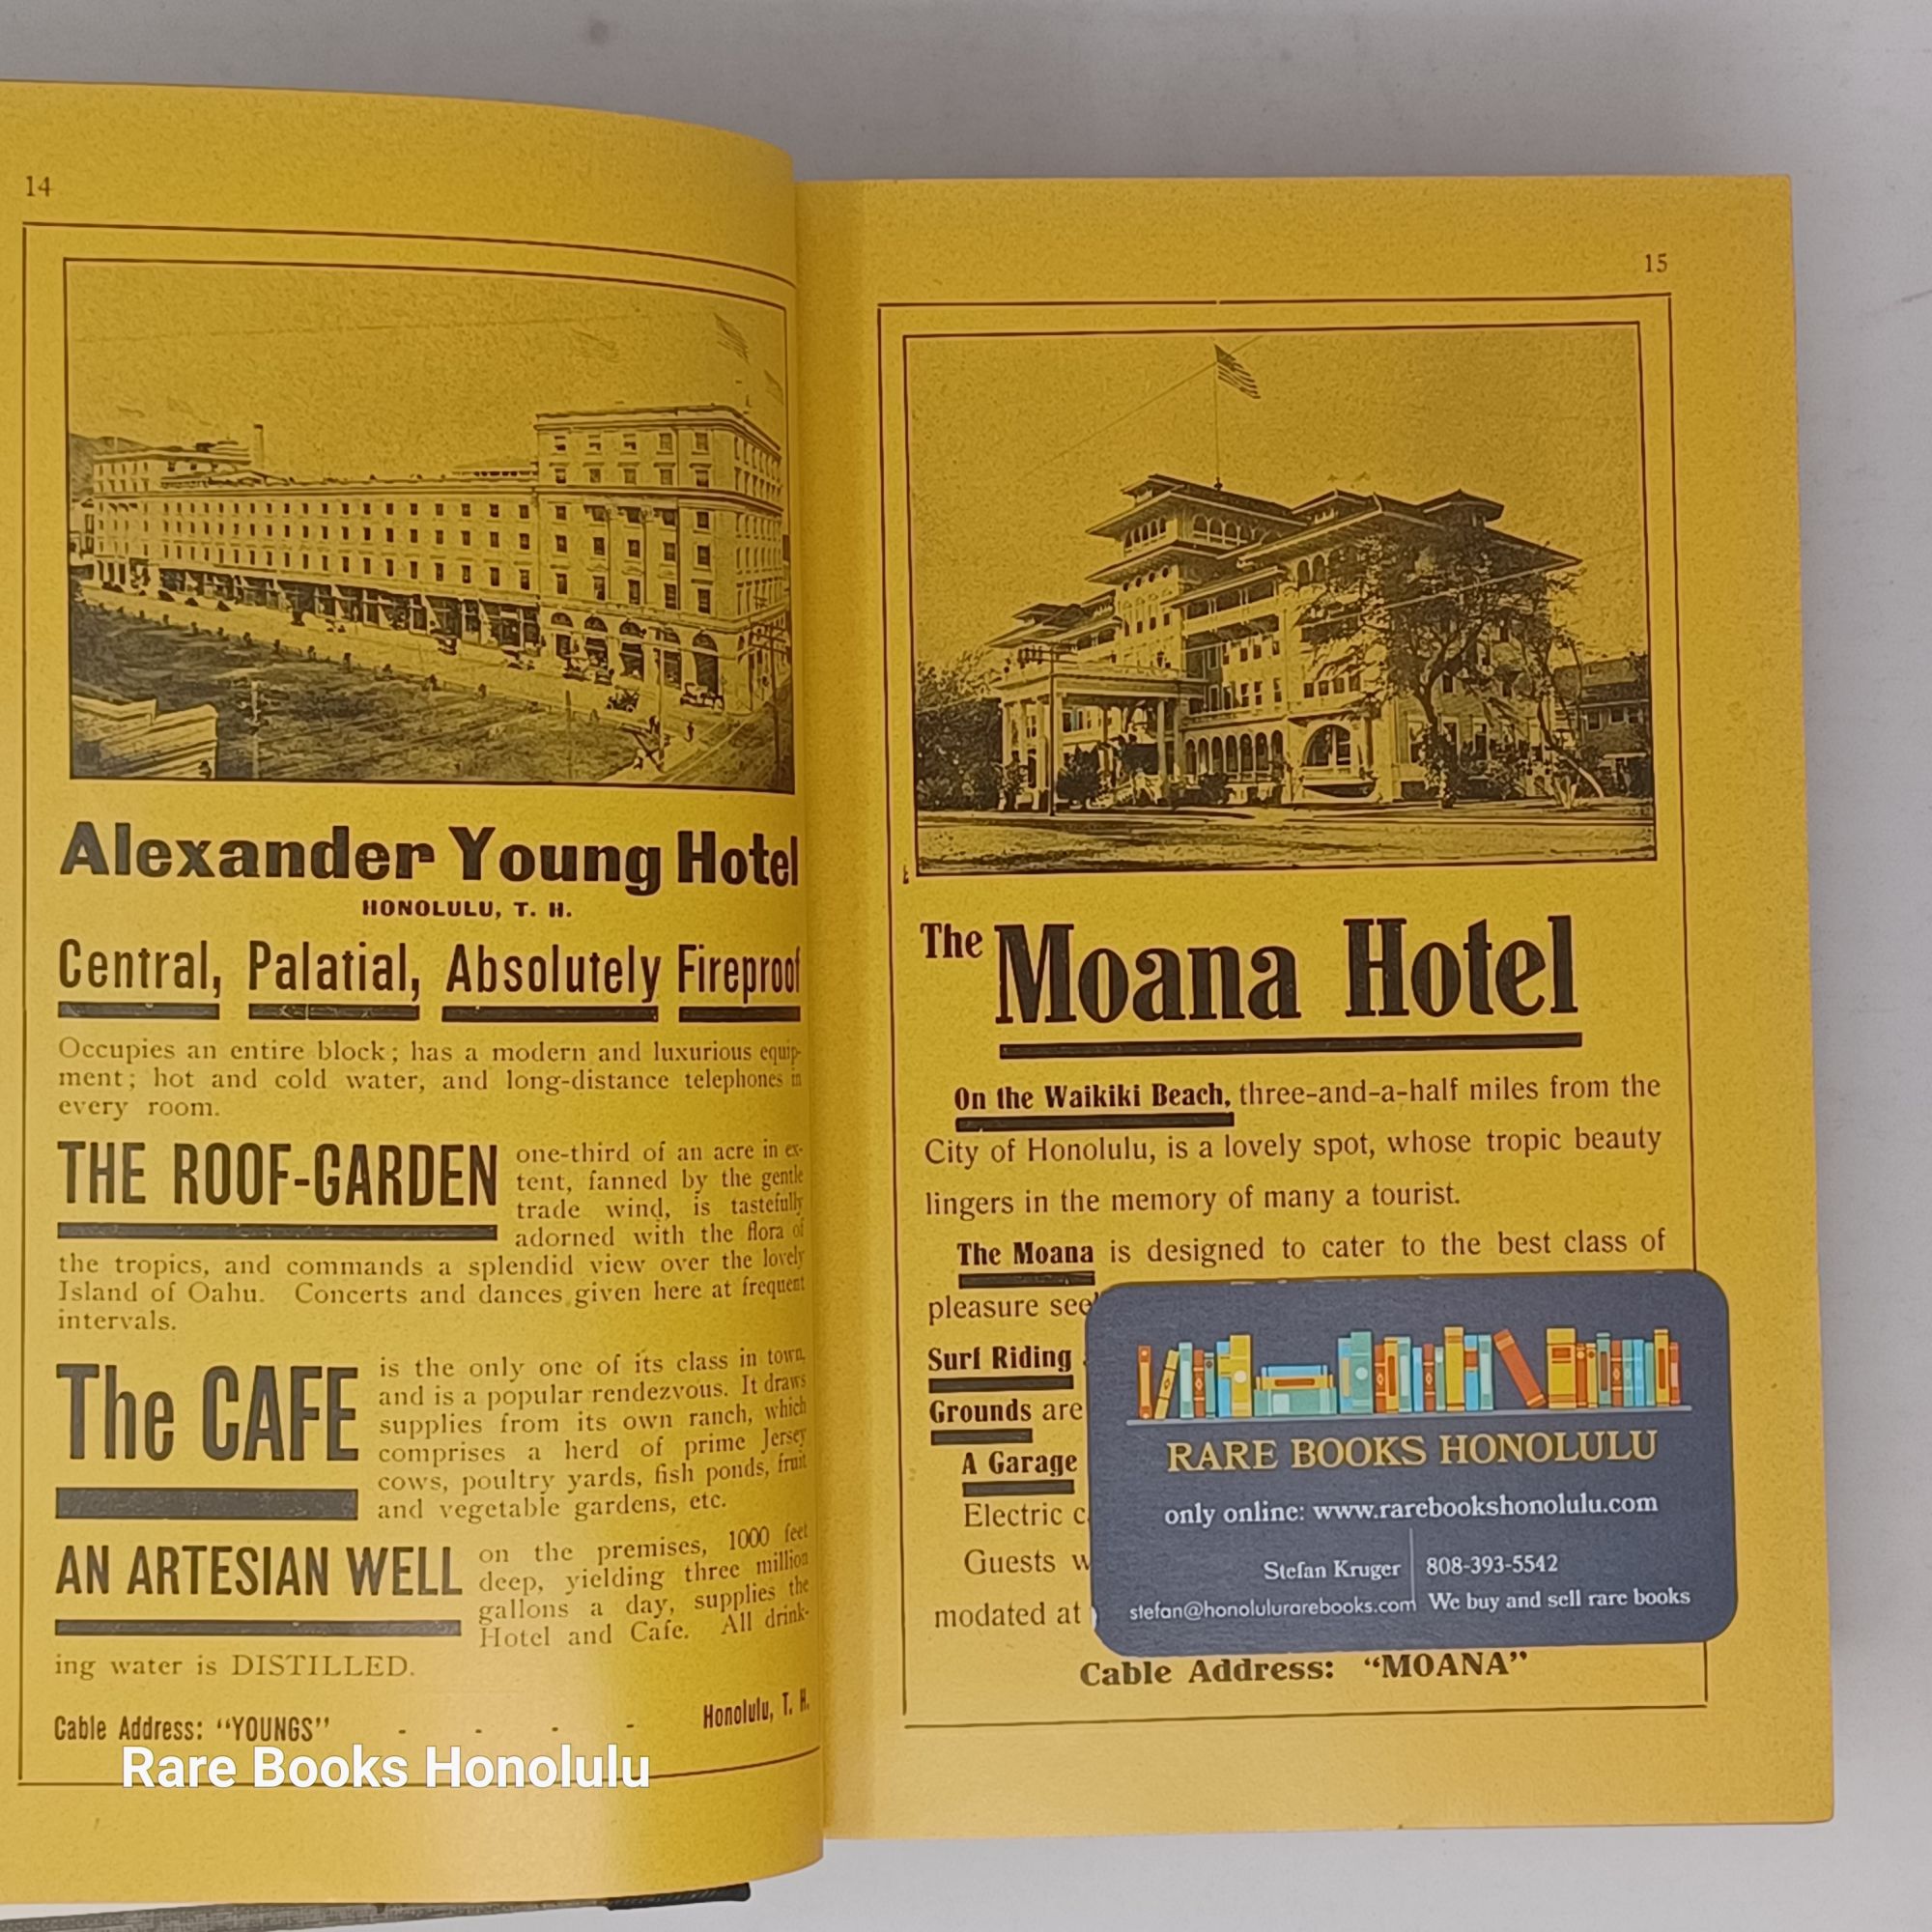 14
Alexander Young Hotel
HONOLULU, T. H.
Central, Palatial, Absolutely Fireproof
Occupies an entire block; has a modern and luxurious equip-
ment; hot and cold water, and long-distance telephones in
every room.
THE ROOF-GARDEN one-third of an acre in ex-
tent, fanned by the gentle
trade wind, is tastefully
adorned with the flora of
the tropics, and commands a splendid view over the lovely
Island of Oahu. Concerts and dances given here at frequent
intervals.
The CAFE is the only one of its class in town,
and is a popular rendezvous. It draws
supplies from its own ranch, which
comprises a herd of prime Jersey
cows, poultry yards, fish ponds, fruit
and vegetable gardens, etc.
AN ARTESIAN WELL on the premises, 1000 feet
deep, yielding three million
gallons a day, supplies the
Hotel and Cafe. All drink-
ing water is DISTILLED.
Cable Address: "YOUNGS" - - - - Honolulu, T. H.
Rare Books Honolulu
15
The Moana Hotel
On the Waikiki Beach, three-and-a-half miles from the
City of Honolulu, is a lovely spot, whose tropic beauty
lingers in the memory of many a tourist.
The Moana is designed to cater to the best class of
pleasure
Surf Riding
Grounds are
A Garage
Electric
Guests
modated at
Cable Address: "MOANA"
RARE BOOKS HONOLULU
only online: www.rarebookshonolulu.com
Stefan Kruger 808-393-5542
stefan@honolulurarebooks.com We buy and sell rare books